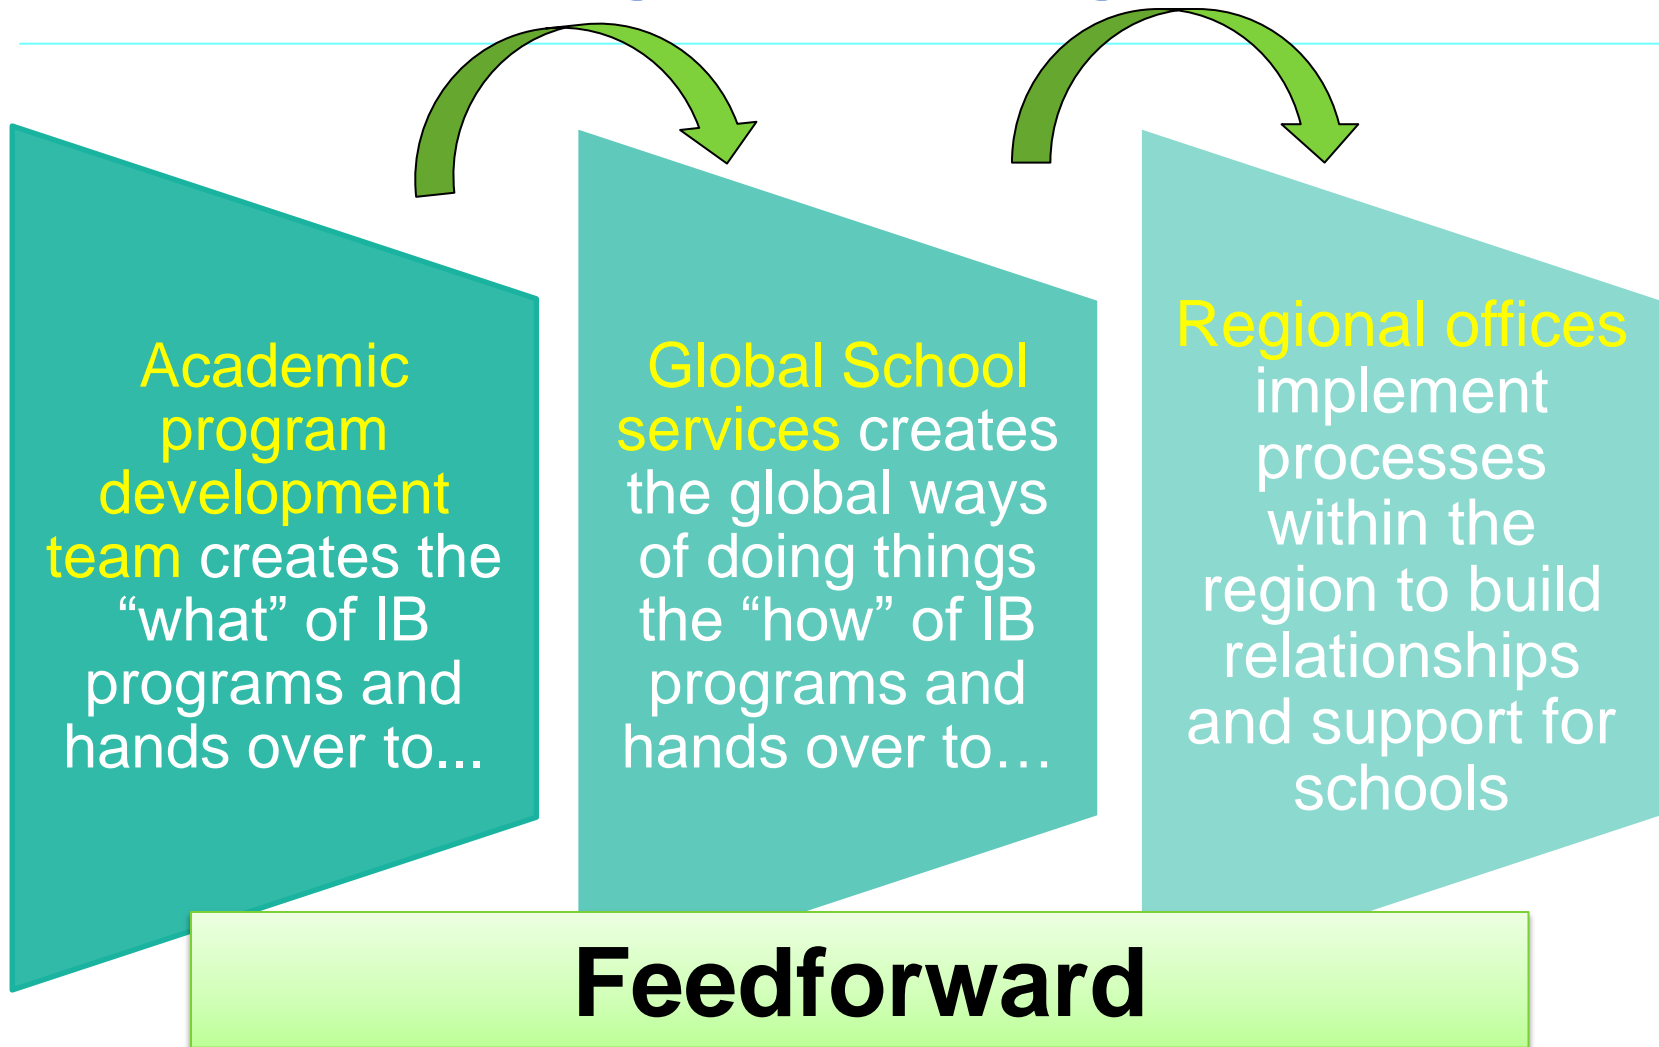 Academic
program
development
team creates the
“what” of IB
programs and
hands over to...
Global School
services creates
the global ways
of doing things
the “how” of IB
programs and
hands over to…
Regional offices
implement
processes
within the
region to build
relationships
and support for
schools
Feedforward